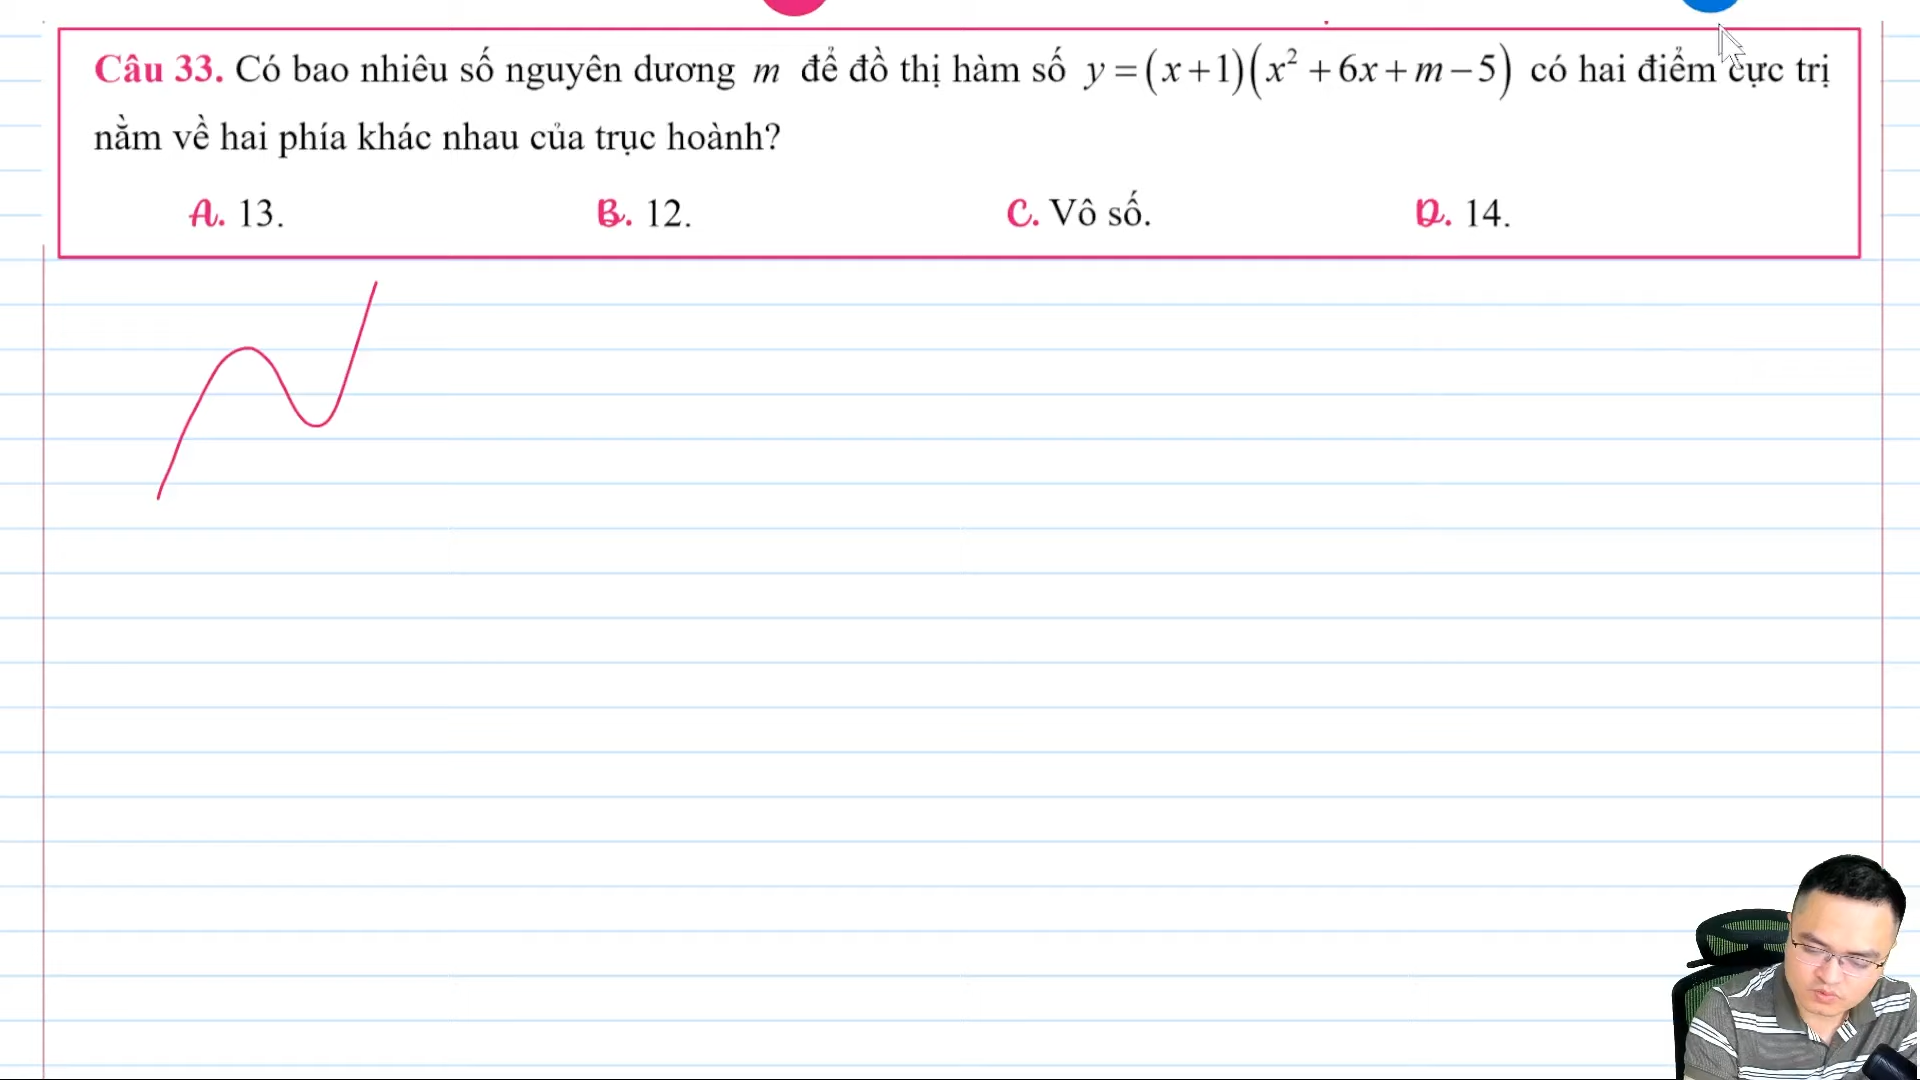 Câu 33. Có bao nhiêu số nguyên dương m để đồ thị hàm số y = (x+1)(x² + 6x + m − 5) có hai điểm cực trị
nằm về hai phía khác nhau của trục hoành?
A. 13. B. 12. C. Vô số. D. 14.